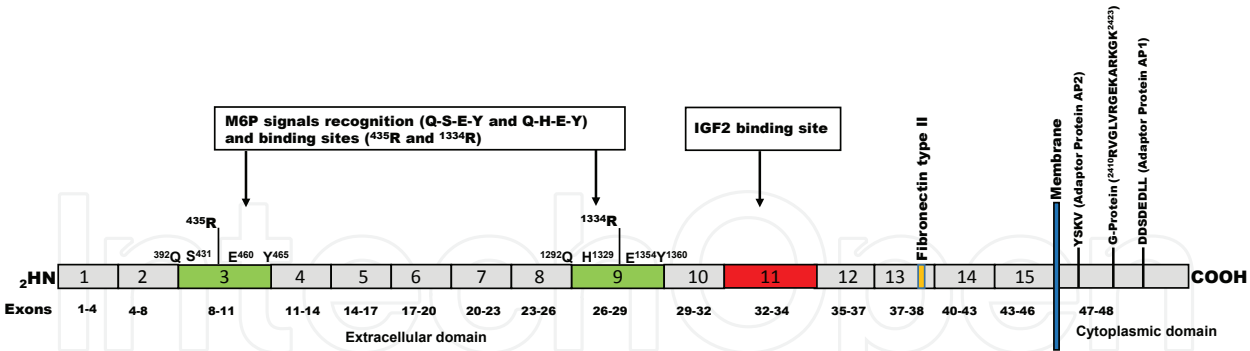 M6P signals recognition (Q-S-E-Y and Q-H-E-Y)
and binding sites (⁴³⁵R and ¹³³⁴R)
IGF2 binding site
Fibronectin type II
Membrane
YSKV (Adaptor Protein AP2)
G-Protein (²⁴¹⁰RVGLVRGEKARKGK²⁴²³)
DDSDEDLL (Adaptor Protein AP1)
⁴³⁵R
¹³³⁴R
³⁹²Q S⁴³¹ E⁴⁶⁰ Y⁴⁶⁵
¹²⁹²Q H¹³²⁹ E¹³⁵⁴Y¹³⁶⁰
₂HN 1 2 3 4 5 6 7 8 9 10 11 12 13 14 15 COOH
Exons 1-4 4-8 8-11 11-14 14-17 17-20 20-23 23-26 26-29 29-32 32-34 35-37 37-38 40-43 43-46 47-48
Extracellular domain Cytoplasmic domain
IntechOpen